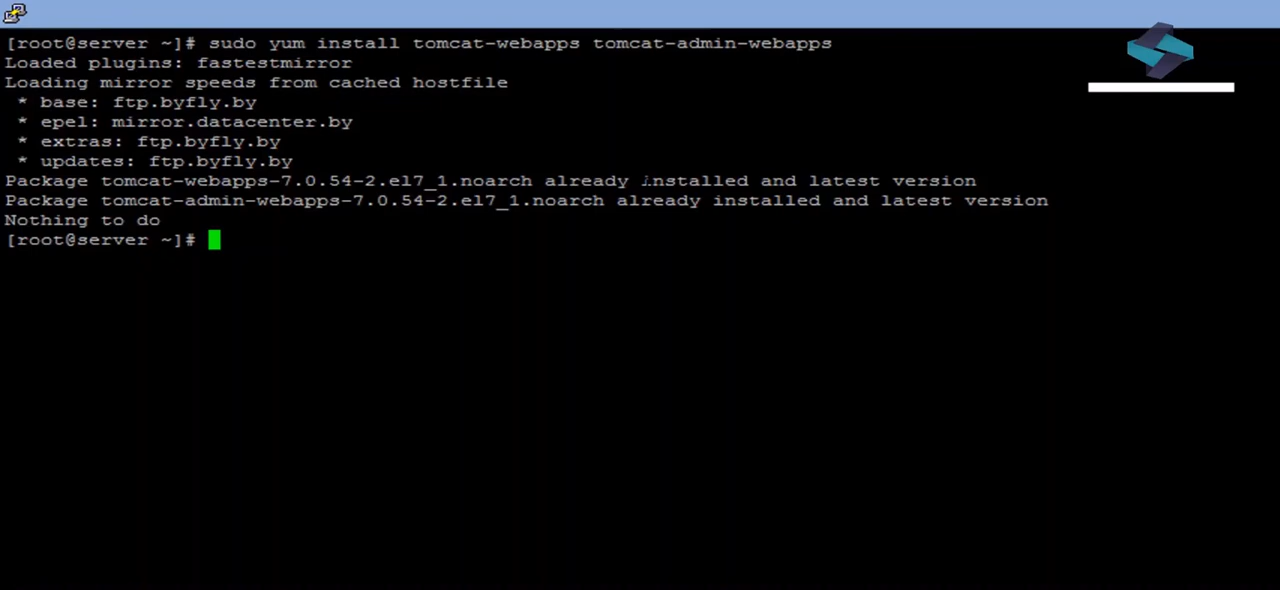 [root@server ~]# sudo yum install tomcat-webapps tomcat-admin-webapps
Loaded plugins: fastestmirror
Loading mirror speeds from cached hostfile
 * base: ftp.byfly.by
 * epel: mirror.datacenter.by
 * extras: ftp.byfly.by
 * updates: ftp.byfly.by
Package tomcat-webapps-7.0.54-2.el7_1.noarch already installed and latest version
Package tomcat-admin-webapps-7.0.54-2.el7_1.noarch already installed and latest version
Nothing to do
[root@server ~]#